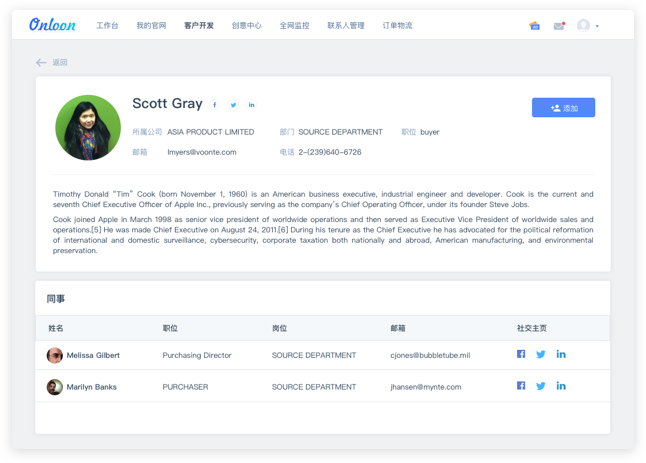 Onloon 工作台 我的官网 客户开发 创意中心 全网监控 联系人管理 订单物流
返回
Scott Gray
添加
所属公司 ASIA PRODUCT LIMITED 部门 SOURCE DEPARTMENT 职位 buyer
邮箱 lmyers@voonte.com 电话 2-(239)640-6726
Timothy Donald “Tim” Cook (born November 1, 1960) is an American business executive, industrial engineer and developer. Cook is the current and
seventh Chief Executive Officer of Apple Inc., previously serving as the company’s Chief Operating Officer, under its founder Steve Jobs.
Cook joined Apple in March 1998 as senior vice president of worldwide operations and then served as Executive Vice President of worldwide sales and
operations.[5] He was made Chief Executive on August 24, 2011.[6] During his tenure as the Chief Executive he has advocated for the political reformation
of international and domestic surveillance, cybersecurity, corporate taxation both nationally and abroad, American manufacturing, and environmental
preservation.
同事
姓名 职位 岗位 邮箱 社交主页
Melissa Gilbert Purchasing Director SOURCE DEPARTMENT cjones@bubbletube.mil
Marilyn Banks PURCHASER SOURCE DEPARTMENT jhansen@mynte.com